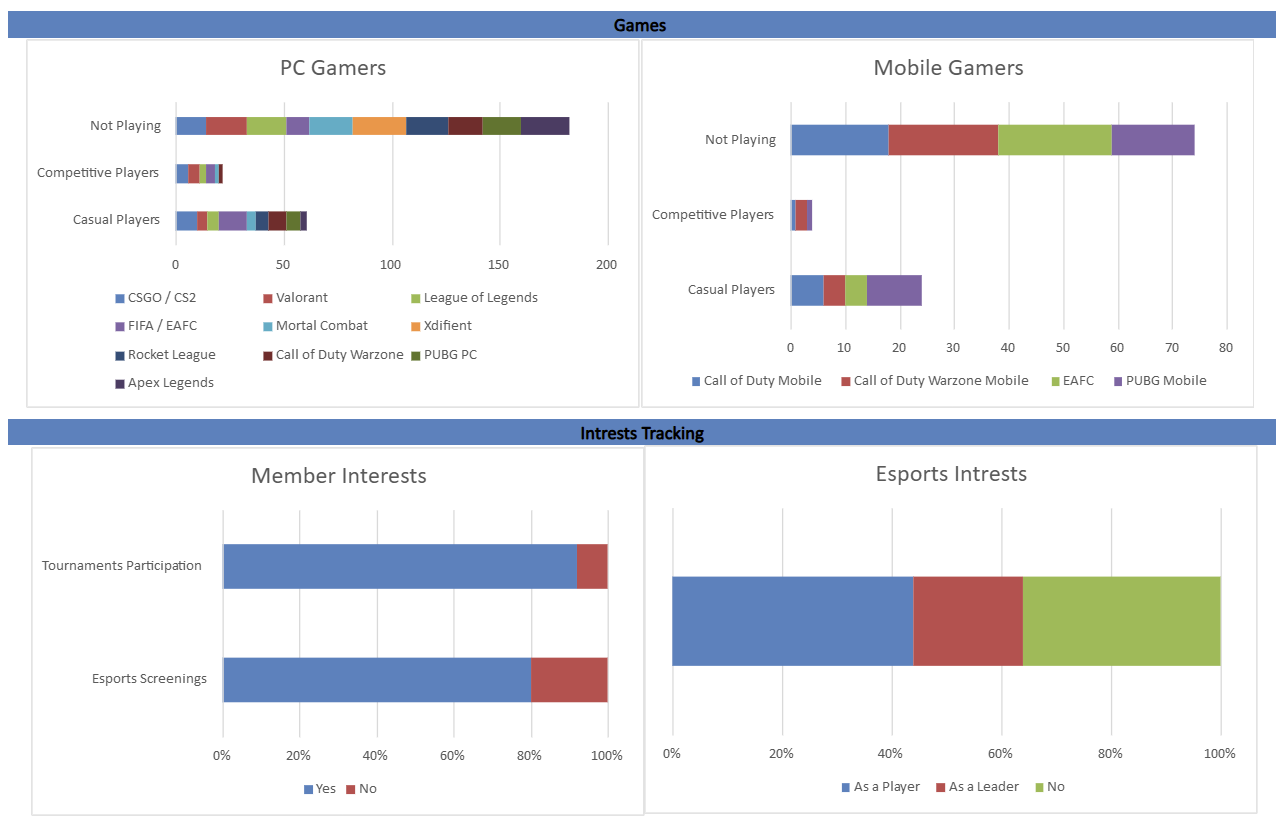 Games
PC Gamers
Not Playing
Competitive Players
Casual Players
0 50 100 150 200
CSGO / CS2 Valorant League of Legends
FIFA / EAFC Mortal Combat Xdifient
Rocket League Call of Duty Warzone PUBG PC
Apex Legends
Mobile Gamers
Not Playing
Competitive Players
Casual Players
0 10 20 30 40 50 60 70 80
Call of Duty Mobile Call of Duty Warzone Mobile EAFC PUBG Mobile
Intrests Tracking
Member Interests
Tournaments Participation
Esports Screenings
0% 20% 40% 60% 80% 100%
Yes No
Esports Intrests
0% 20% 40% 60% 80% 100%
As a Player As a Leader No